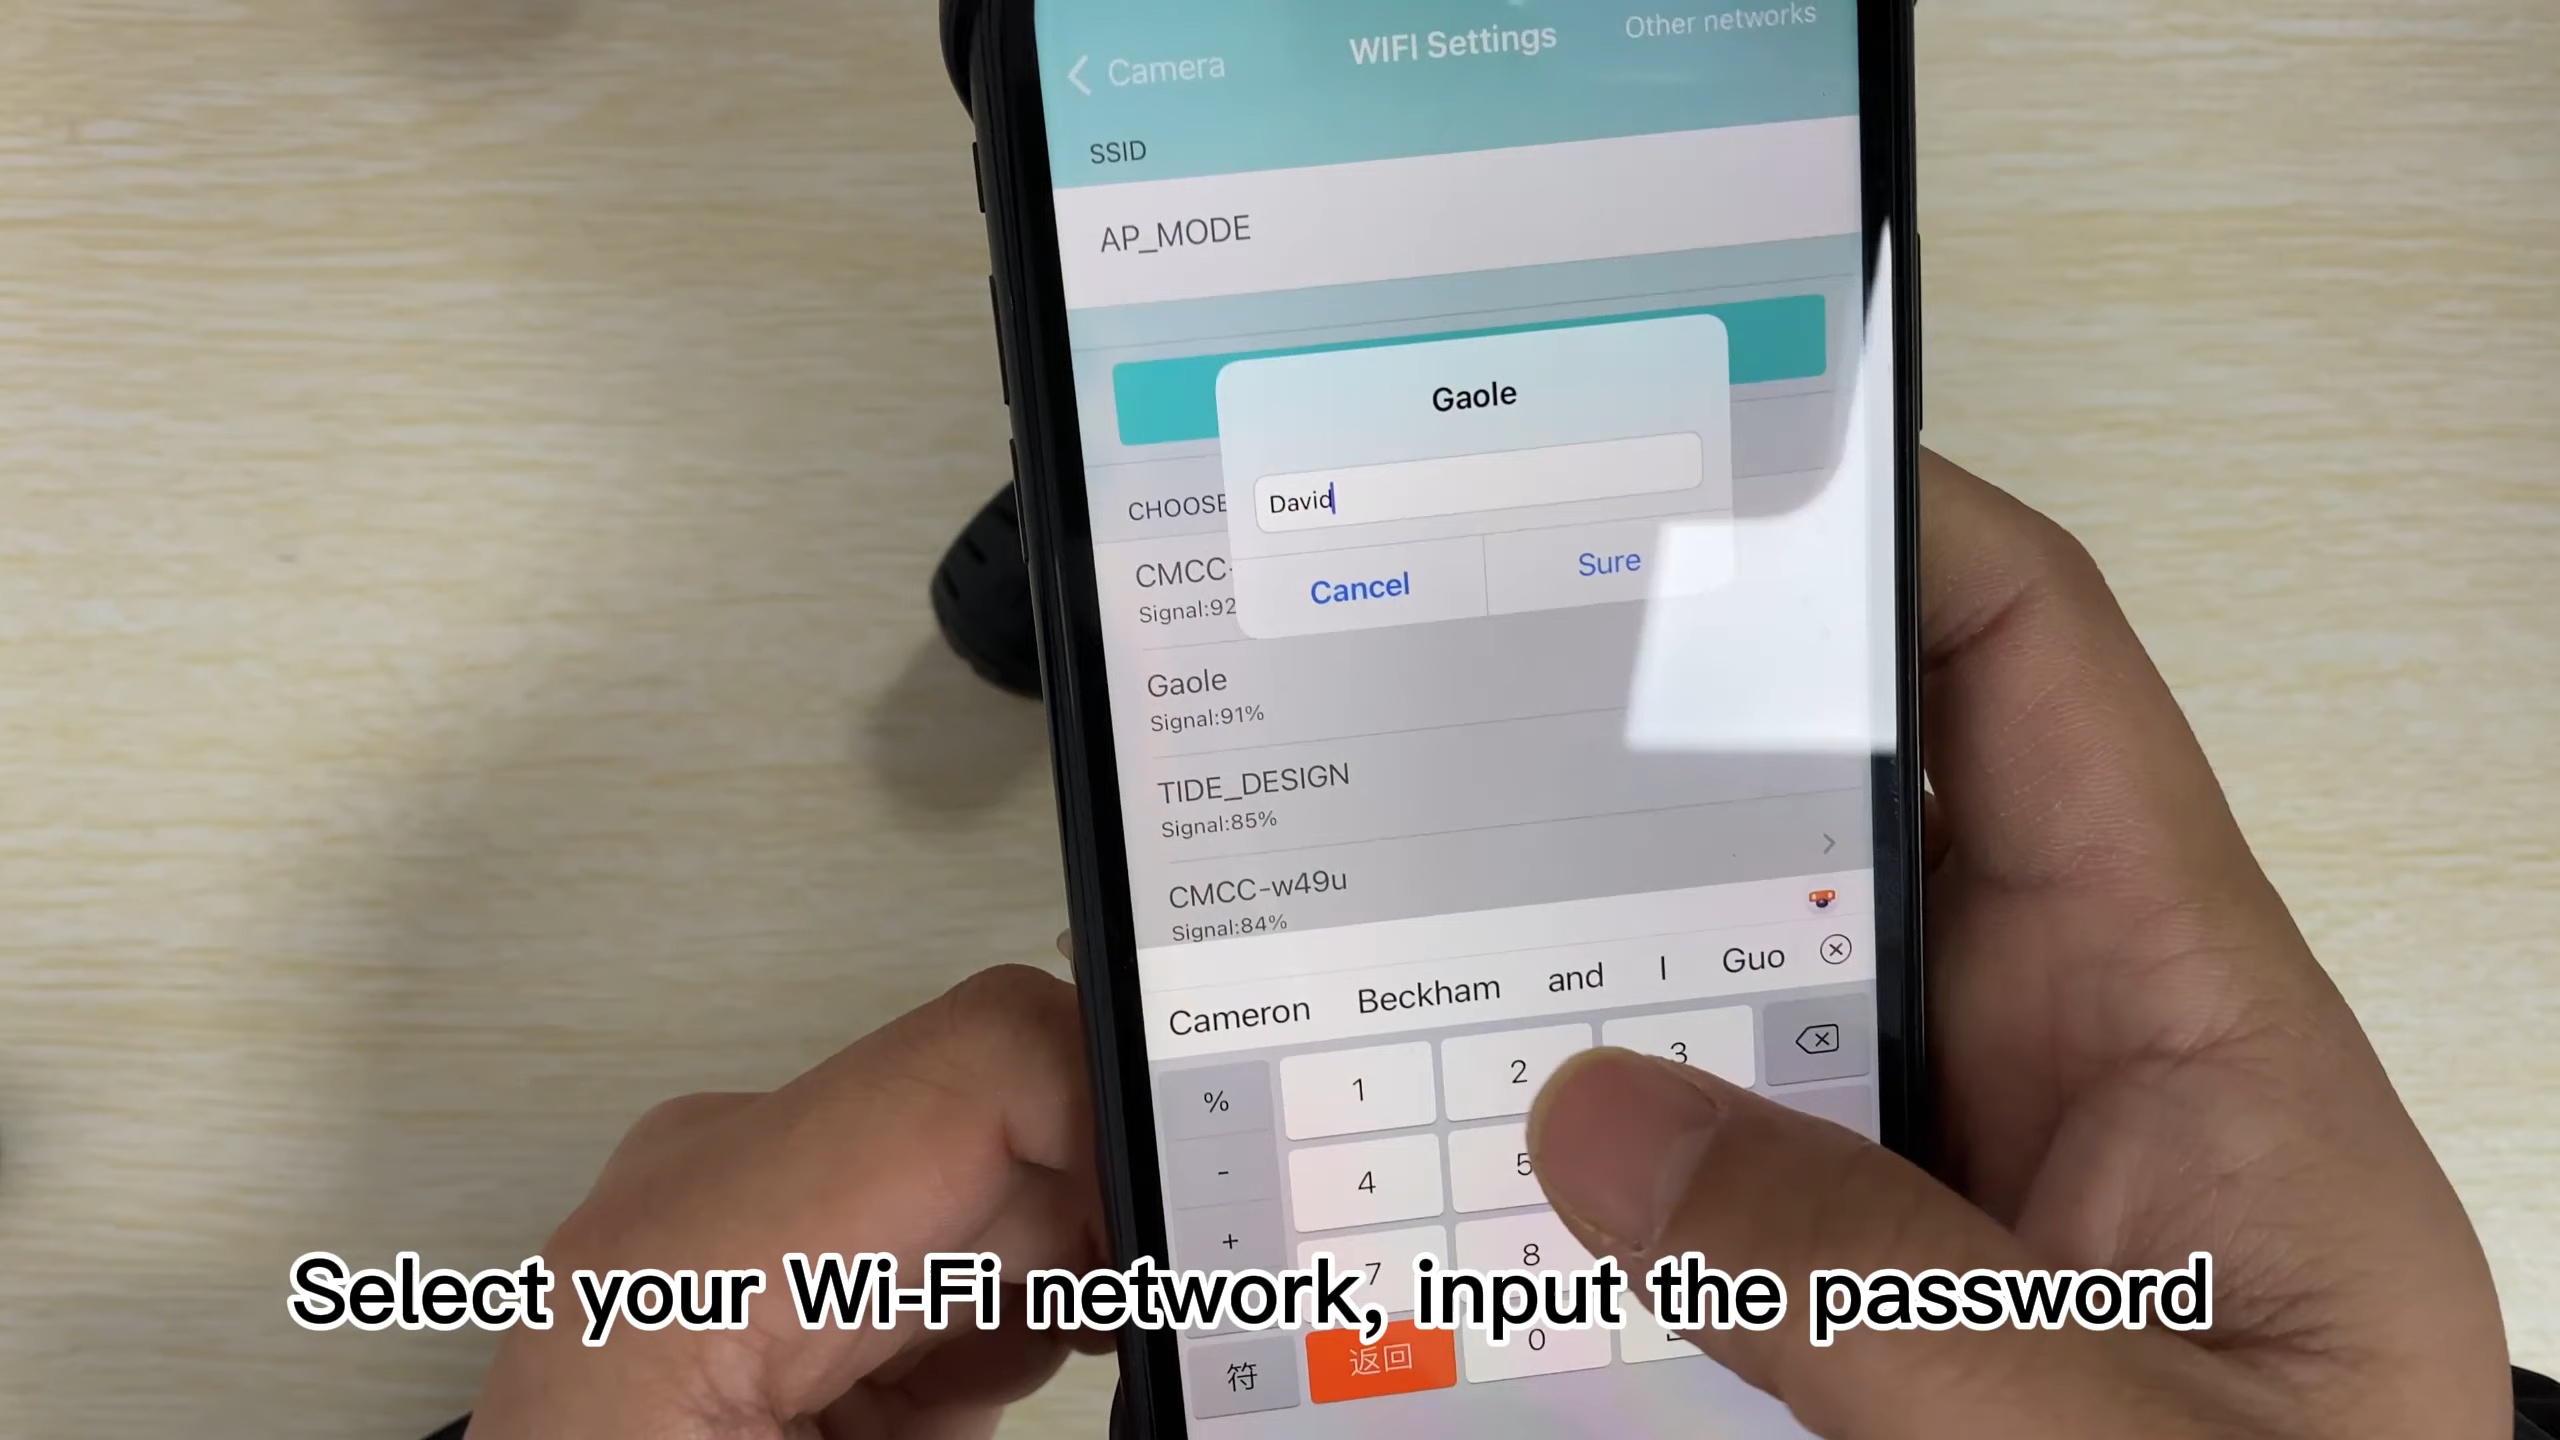 Camera
WIFI Settings
Other networks
SSID
AP_MODE
Gaole
David
Cancel
Sure
CHOOSE
CMCC-
Signal:92
Gaole
Signal:91%
TIDE_DESIGN
Signal:85%
CMCC-w49u
Signal:84%
Cameron Beckham and I Guo
% 1 2 3
- 4 5
+ 7 8
符 返回 0
Select your Wi-Fi network, input the password